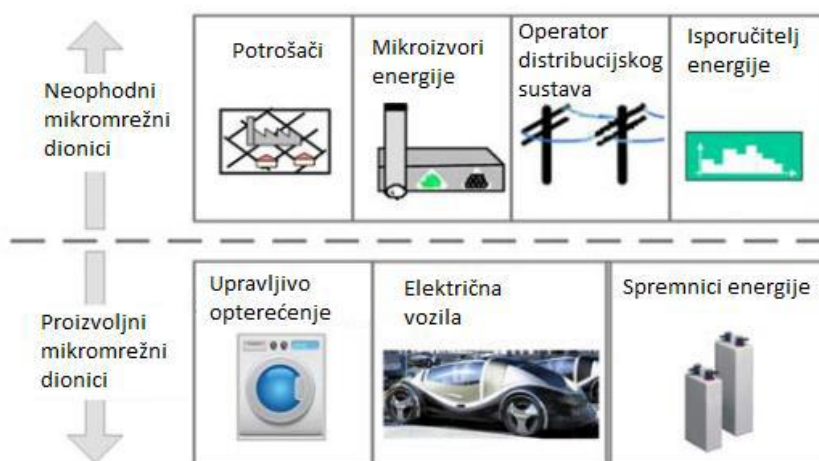 Neophodni
mikromrežni
dionici
Potrošači
Mikroizvori
energije
Operator
distribucijskog
sustava
Isporučitelj
energije
Proizvoljni
mikromrežni
dionici
Upravljivo
opterećenje
Električna
vozila
Spremnici energije